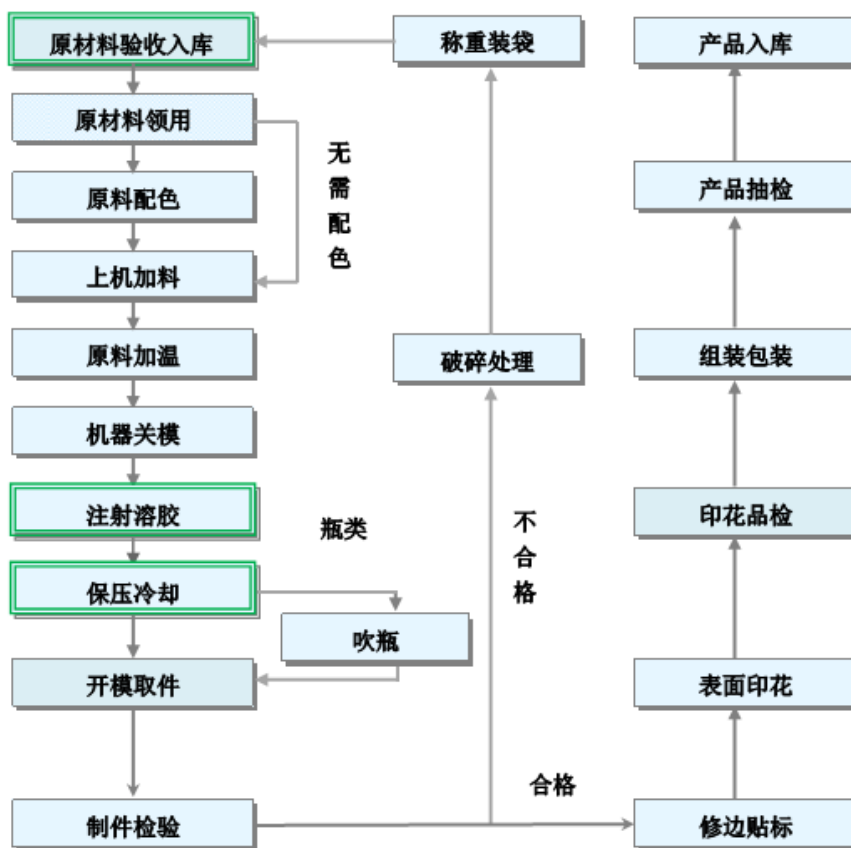 原材料验收入库
原材料领用
无需配色
原料配色
上机加料
原料加温
机器关模
注射溶胶
保压冷却
瓶类
吹瓶
开模取件
制件检验
不合格
破碎处理
称重装袋
合格
修边贴标
表面印花
印花品检
组装包装
产品抽检
产品入库